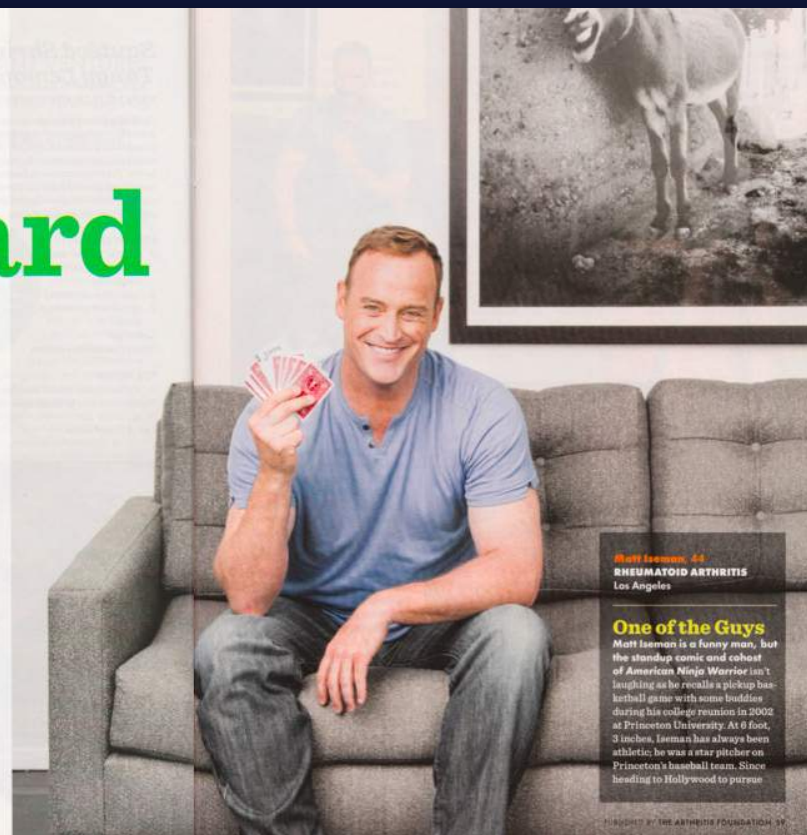 ard
Matt Iseman, 44
RHEUMATOID ARTHRITIS
Los Angeles
One of the Guys
Matt Iseman is a funny man, but
the standup comic and cohost
of American Ninja Warrior isn't
laughing as he recalls a pickup bas-
ketball game with some buddies
during his college reunion in 2002
at Princeton University. At 6 foot,
3 inches, Iseman has always been
athletic; he was a star pitcher on
Princeton's baseball team. Since
heading to Hollywood to pursue
PUBLISHED BY THE ARTHRITIS FOUNDATION 59